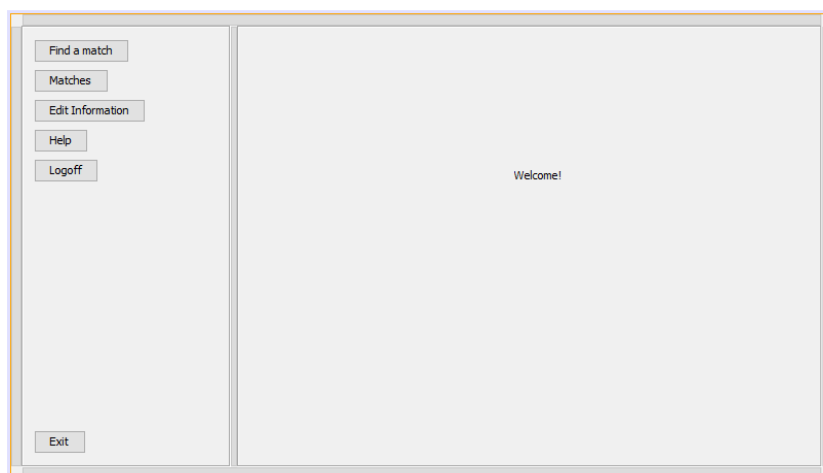 Find a match
Matches
Edit Information
Help
Logoff
Welcome!
Exit